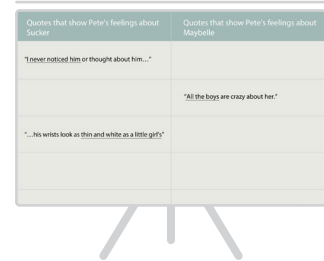 Quotes that show Pete's feelings about
Sucker
Quotes that show Pete's feelings about
Maybelle
"I never noticed him or thought about him…"
"All the boys are crazy about her."
"…his wrists look as thin and white as a little girl's"